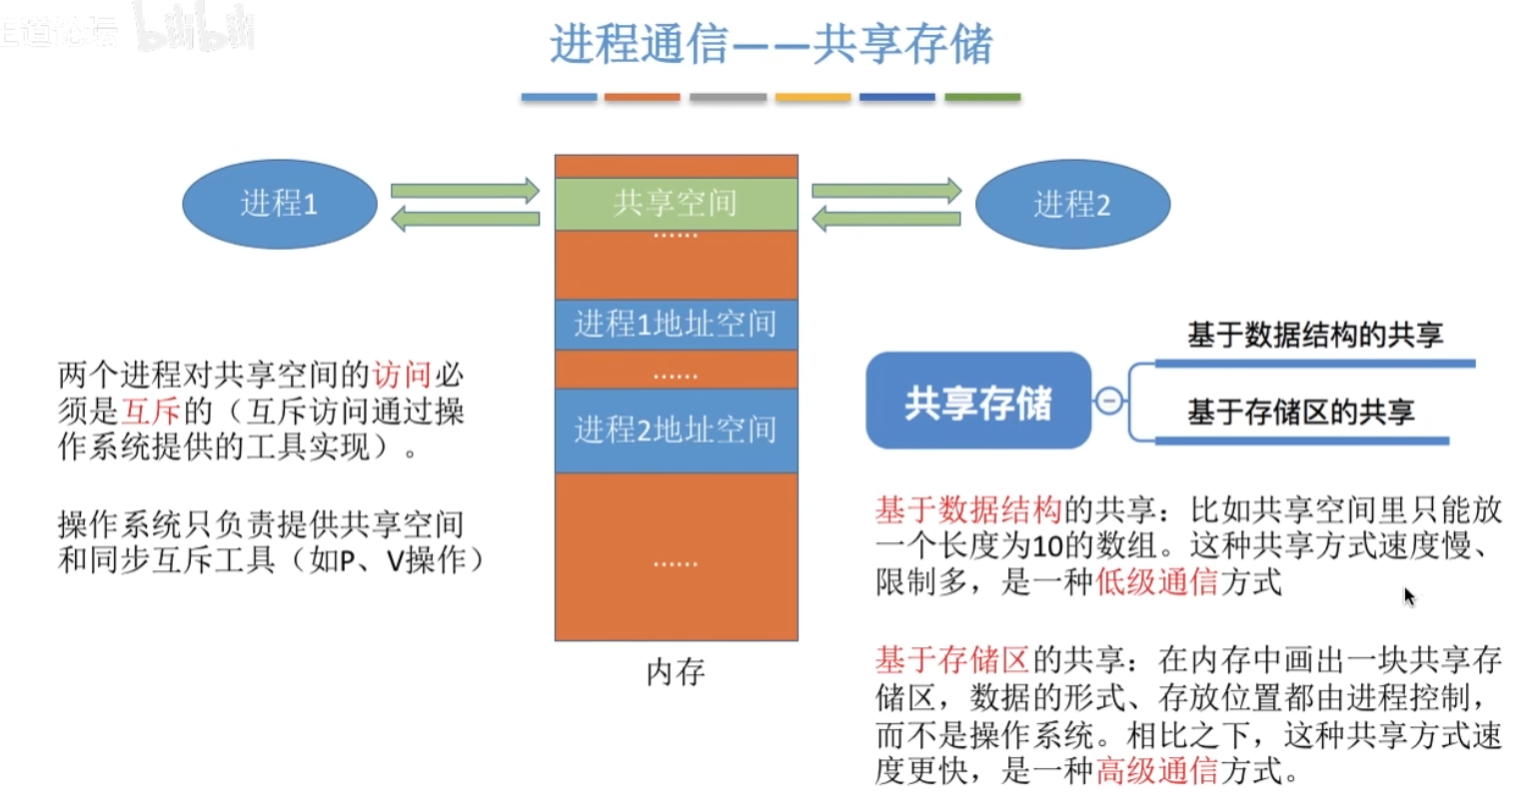 王道论坛 bilibili
进程通信——共享存储
进程1
共享空间
进程2
......
进程1地址空间
......
进程2地址空间
......
内存
两个进程对共享空间的访问必
须是互斥的（互斥访问通过操
作系统提供的工具实现）。
操作系统只负责提供共享空间
和同步互斥工具（如P、V操作）
共享存储
基于数据结构的共享
基于存储区的共享
基于数据结构的共享：比如共享空间里只能放
一个长度为10的数组。这种共享方式速度慢、
限制多，是一种低级通信方式
基于存储区的共享：在内存中画出一块共享存
储区，数据的形式、存放位置都由进程控制，
而不是操作系统。相比之下，这种共享方式速
度更快，是一种高级通信方式。